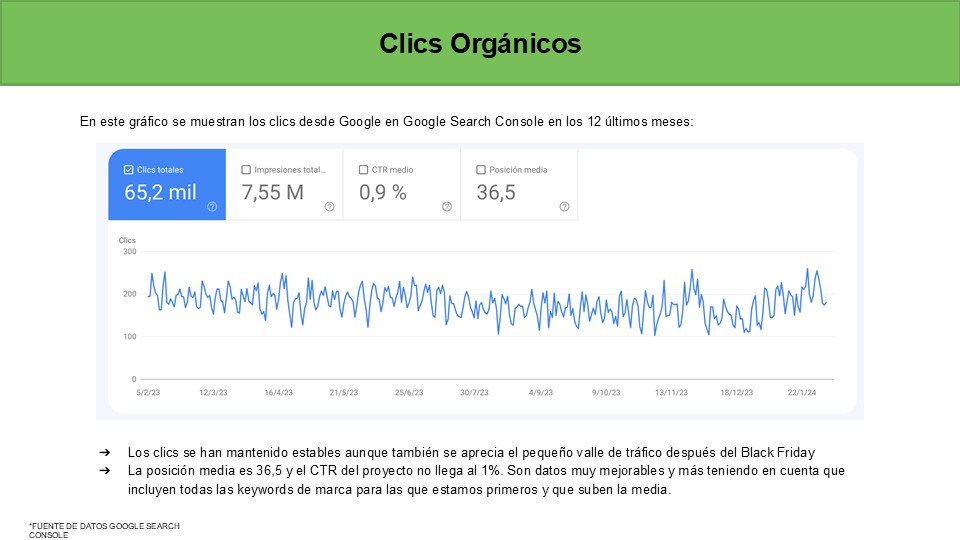 Clics Orgánicos
En este gráfico se muestran los clics desde Google en Google Search Console en los 12 últimos meses:
Clics totales
65,2 mil
Impresiones total...
7,55 M
CTR medio
0,9 %
Posición media
36,5
Clics
300
200
100
0
5/2/23 12/3/23 16/4/23 21/5/23 25/6/23 30/7/23 4/9/23 9/10/23 13/11/23 18/12/23 22/1/24
➔ Los clics se han mantenido estables aunque también se aprecia el pequeño valle de tráfico después del Black Friday
➔ La posición media es 36,5 y el CTR del proyecto no llega al 1%. Son datos muy mejorables y más teniendo en cuenta que
incluyen todas las keywords de marca para las que estamos primeros y que suben la media.
*FUENTE DE DATOS GOOGLE SEARCH
CONSOLE